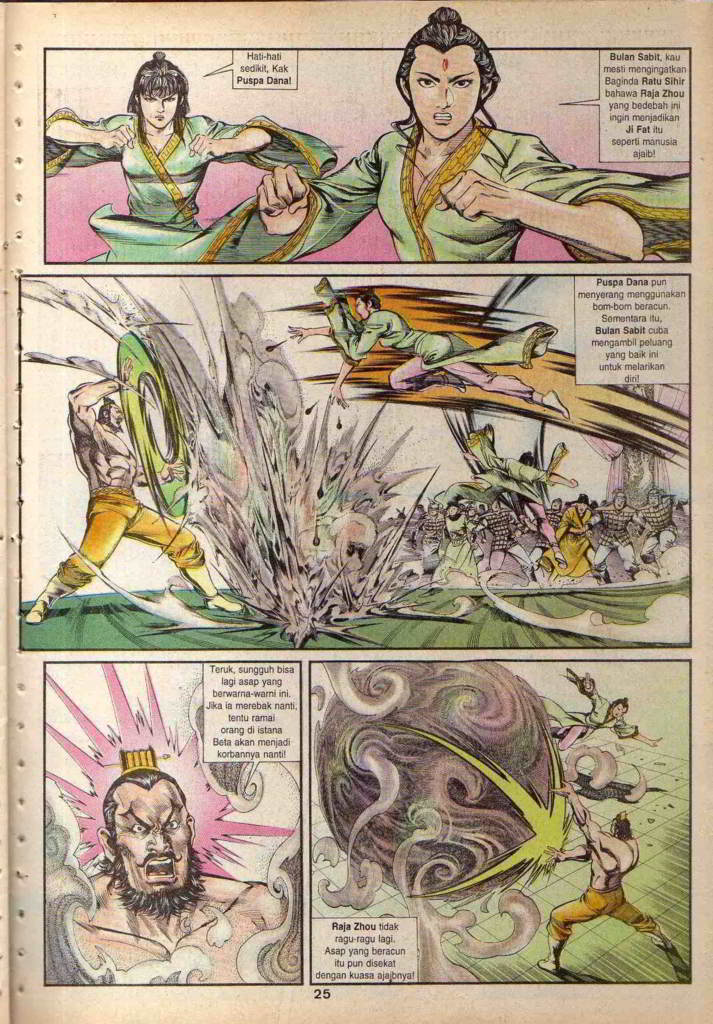 Hati-hati
sedikit, Kak
Puspa Dana!
Bulan Sabit, kau
mesti mengingatkan
Baginda Ratu Sihir
bahawa Raja Zhou
yang bedebah ini
ingin menjadikan
Ji Fat itu
seperti manusia
ajaib!
Puspa Dana pun
menyerang menggunakan
bom-bom beracun.
Sementara itu,
Bulan Sabit cuba
mengambil peluang
yang baik ini
untuk melarikan
diri!
Teruk, sungguh bisa
lagi asap yang
berwarna-warni ini.
Jika ia merebak nanti,
tentu ramai
orang di istana
Beta akan menjadi
korbannya nanti!
Raja Zhou tidak
ragu-ragu lagi.
Asap yang beracun
itu pun disekat
dengan kuasa ajaibnya!
25